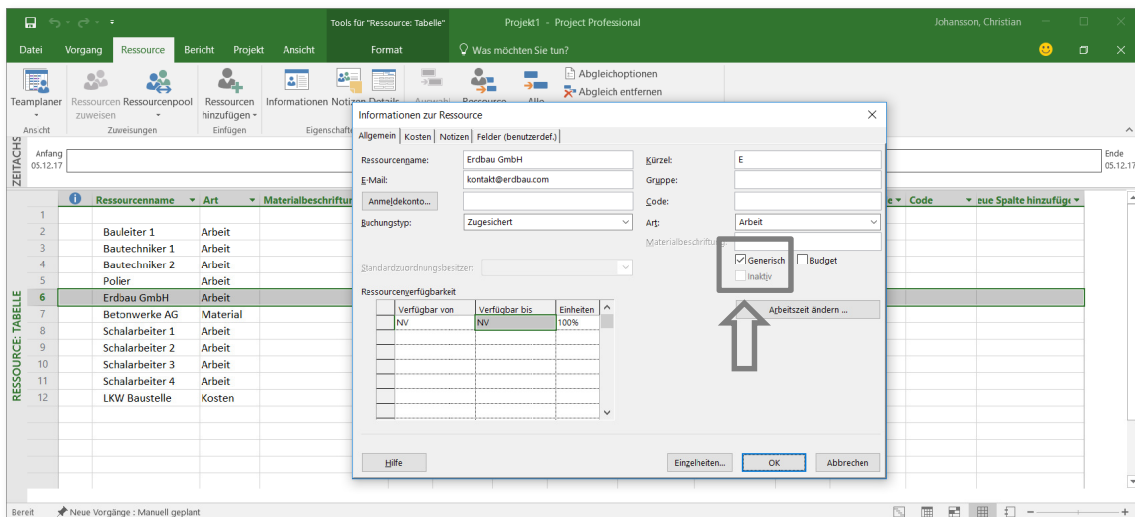 Tools für "Ressource: Tabelle" Projekt1 - Project Professional Johansson, Christian
Datei Vorgang Ressource Bericht Projekt Ansicht Format Was möchten Sie tun?
Teamplaner Ressourcen zuweisen Ressourcenpool Ressourcen hinzufügen Informationen Notizen Details Auswahl Ressource Alle
Abgleichoptionen
Abgleich entfernen
Ansicht Zuweisungen Einfügen Eigenschaften
ZEITACHS
Anfang
05.12.17
Ende
05.12.17
Informationen zur Ressource
Allgemein Kosten Notizen Felder (benutzerdef.)
Ressourcenname: Erdbau GmbH Kürzel: E
E-Mail: kontakt@erdbau.com Gruppe:
Anmeldekonto... Code:
Buchungstyp: Zugesichert Art: Arbeit
Materialbeschriftung:
Generisch Budget
Standardzuordnungsbesitzer: Inaktiv
Ressourcenverfügbarkeit
Verfügbar von Verfügbar bis Einheiten
NV NV 100%
Arbeitszeit ändern ...
Hilfe Einzelheiten... OK Abbrechen
RESSOURCE: TABELLE
Ressourcenname Art Materialbeschriftur e Code eue Spalte hinzufüge
1
2 Bauleiter 1 Arbeit
3 Bautechniker 1 Arbeit
4 Bautechniker 2 Arbeit
5 Polier Arbeit
6 Erdbau GmbH Arbeit
7 Betonwerke AG Material
8 Schalarbeiter 1 Arbeit
9 Schalarbeiter 2 Arbeit
10 Schalarbeiter 3 Arbeit
11 Schalarbeiter 4 Arbeit
12 LKW Baustelle Kosten
Bereit Neue Vorgänge : Manuell geplant